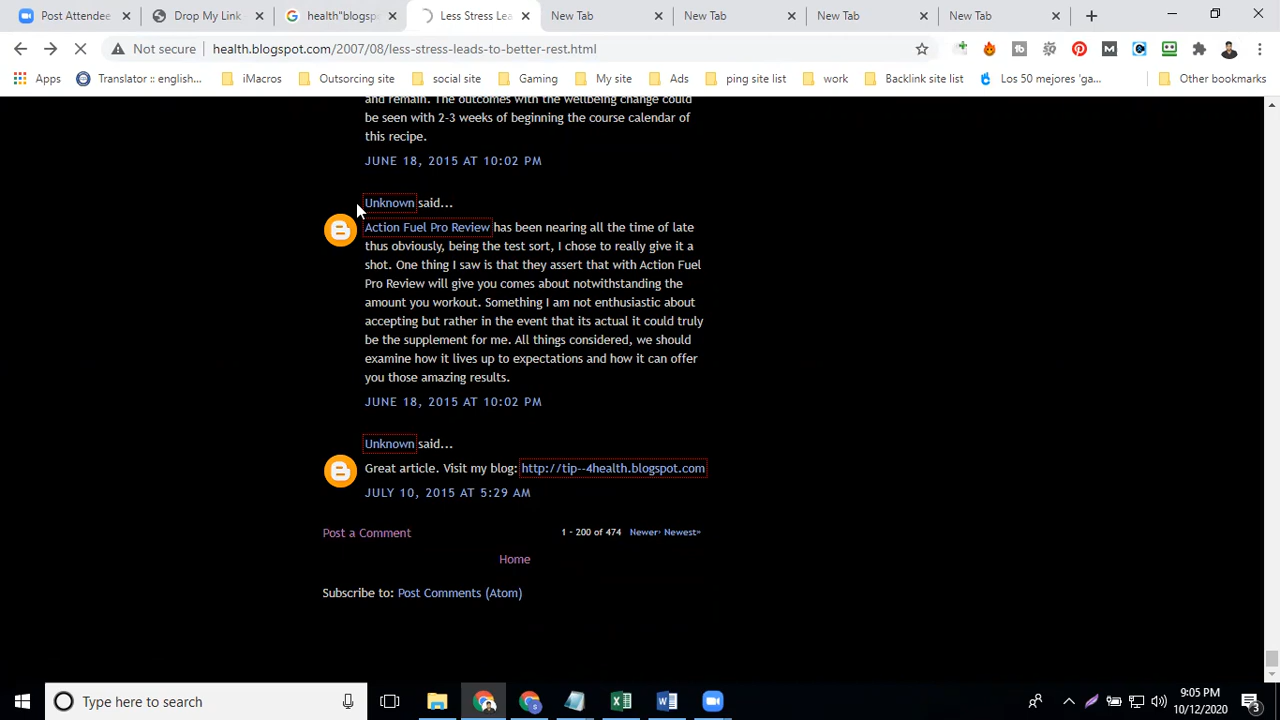 Post Attendee
Drop My Link
health"blogsp
Less Stress Lea
New Tab
New Tab
New Tab
New Tab
Not secure
health.blogspot.com/2007/08/less-stress-leads-to-better-rest.html
Apps
Translator :: english...
iMacros
Outsorcing site
social site
Gaming
My site
Ads
ping site list
work
Backlink site list
Los 50 mejores 'ga...
Other bookmarks
and remain. The outcomes with the wellbeing change could
be seen with 2-3 weeks of beginning the course calendar of
this recipe.
JUNE 18, 2015 AT 10:02 PM
Unknown said...
Action Fuel Pro Review has been nearing all the time of late
thus obviously, being the test sort, I chose to really give it a
shot. One thing I saw is that they assert that with Action Fuel
Pro Review will give you comes about notwithstanding the
amount you workout. Something I am not enthusiastic about
accepting but rather in the event that its actual it could truly
be the supplement for me. All things considered, we should
examine how it lives up to expectations and how it can offer
you those amazing results.
JUNE 18, 2015 AT 10:02 PM
Unknown said...
Great article. Visit my blog: http://tip--4health.blogspot.com
JULY 10, 2015 AT 5:29 AM
Post a Comment
1 - 200 of 474 Newer› Newest»
Home
Subscribe to: Post Comments (Atom)
Type here to search
9:05 PM
10/12/2020
3